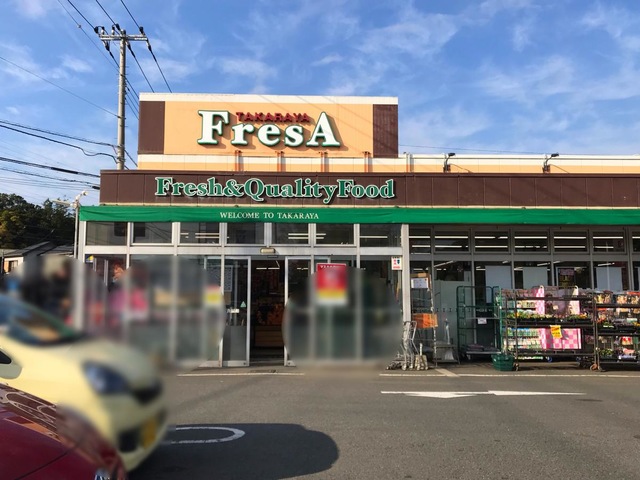 TAKARAYA
FresA
Fresh&QualityFood
WELCOME TO TAKARAYA